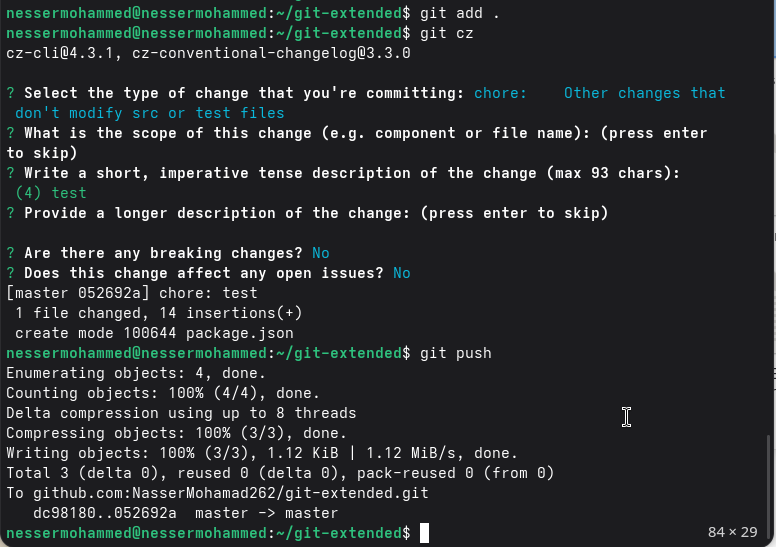 nessermohammed@nessermohammed:~/git-extended$ git add .
nessermohammed@nessermohammed:~/git-extended$ git cz
cz-cli@4.3.1, cz-conventional-changelog@3.3.0
? Select the type of change that you're committing: chore:    Other changes that
 don't modify src or test files
? What is the scope of this change (e.g. component or file name): (press enter
to skip)
? Write a short, imperative tense description of the change (max 93 chars):
 (4) test
? Provide a longer description of the change: (press enter to skip)
? Are there any breaking changes? No
? Does this change affect any open issues? No
[master 052692a] chore: test
 1 file changed, 14 insertions(+)
 create mode 100644 package.json
nessermohammed@nessermohammed:~/git-extended$ git push
Enumerating objects: 4, done.
Counting objects: 100% (4/4), done.
Delta compression using up to 8 threads
Compressing objects: 100% (3/3), done.
Writing objects: 100% (3/3), 1.12 KiB | 1.12 MiB/s, done.
Total 3 (delta 0), reused 0 (delta 0), pack-reused 0 (from 0)
To github.com:NasserMohamad262/git-extended.git
   dc98180..052692a  master -> master
nessermohammed@nessermohammed:~/git-extended$
84 × 29